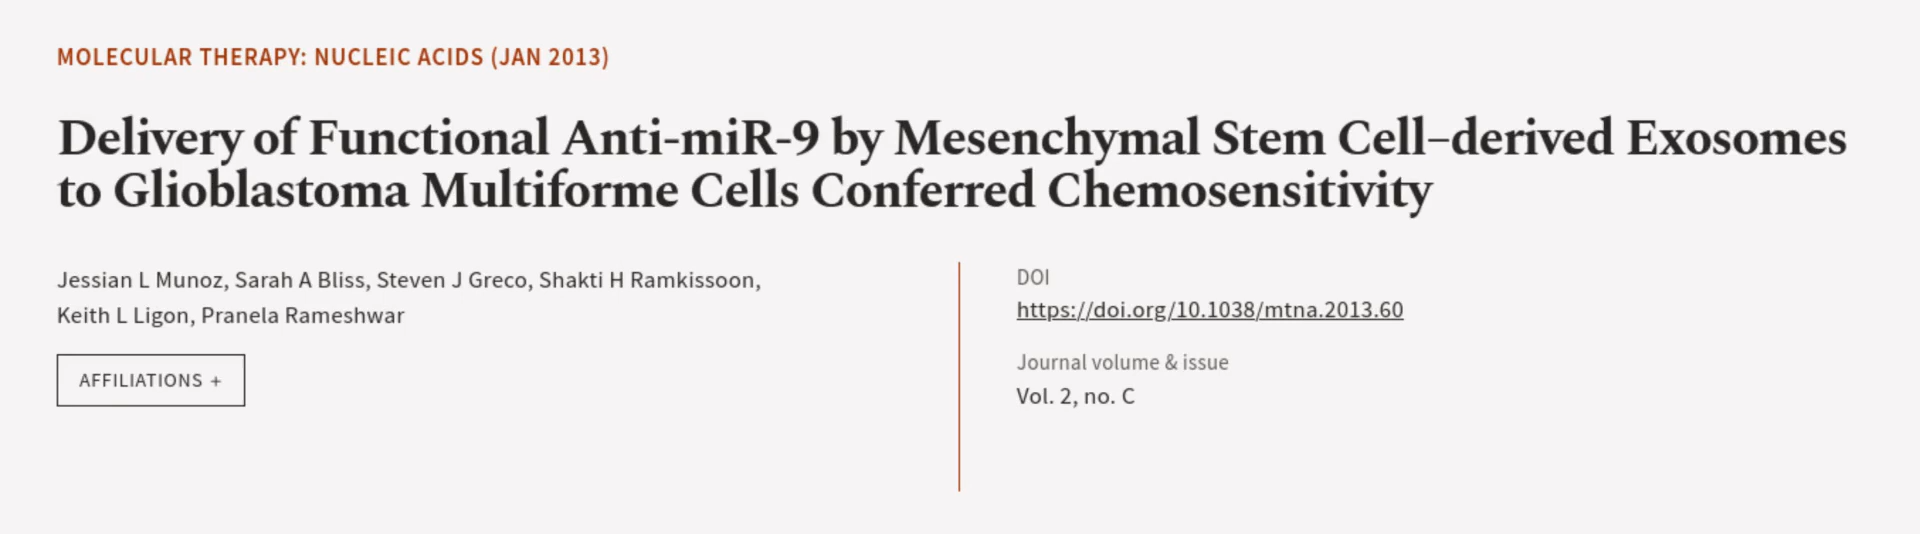 MOLECULAR THERAPY: NUCLEIC ACIDS (JAN 2013)
Delivery of Functional Anti-miR-9 by Mesenchymal Stem Cell–derived Exosomes
to Glioblastoma Multiforme Cells Conferred Chemosensitivity
Jessian L Munoz, Sarah A Bliss, Steven J Greco, Shakti H Ramkissoon,
Keith L Ligon, Pranela Rameshwar
AFFILIATIONS +
DOI
https://doi.org/10.1038/mtna.2013.60
Journal volume & issue
Vol. 2, no. C